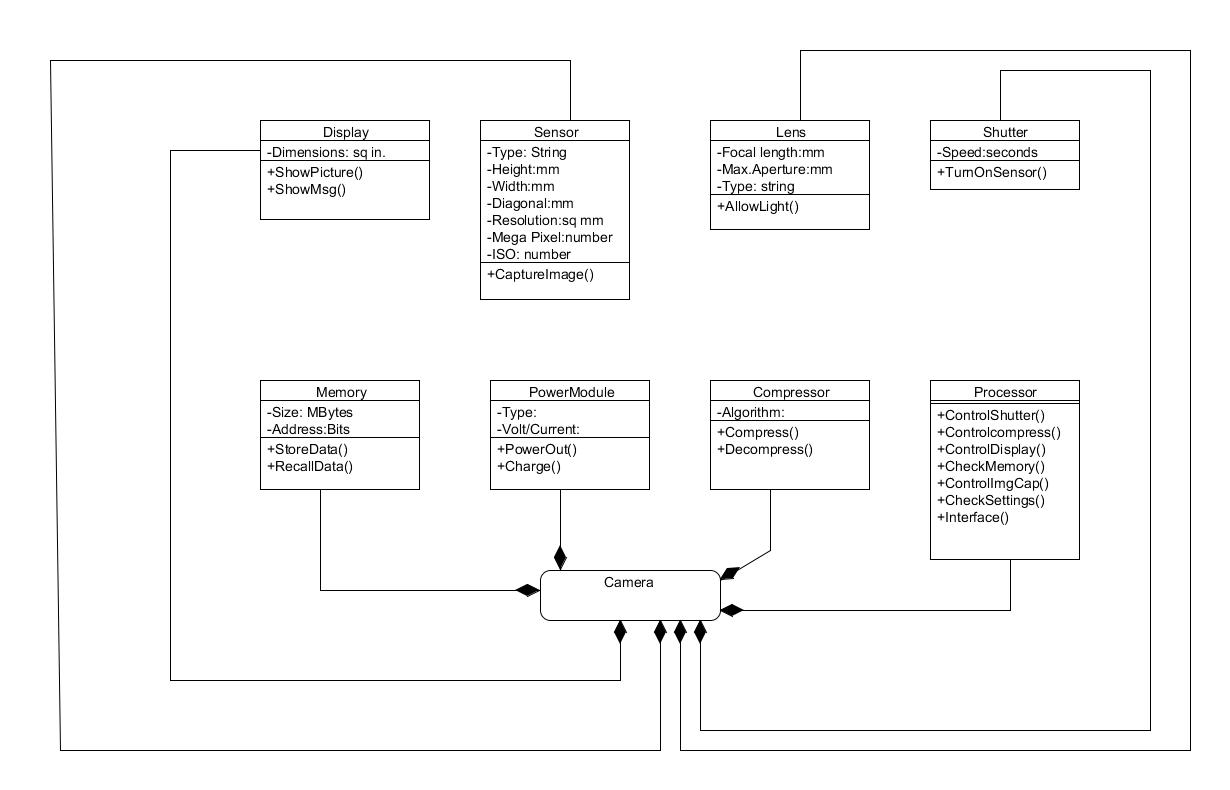 Display
-Dimensions: sq in.
+ShowPicture()
+ShowMsg()
Sensor
-Type: String
-Height:mm
-Width:mm
-Diagonal:mm
-Resolution:sq mm
-Mega Pixel:number
-ISO: number
+CaptureImage()
Lens
-Focal length:mm
-Max.Aperture:mm
-Type: string
+AllowLight()
Shutter
-Speed:seconds
+TurnOnSensor()
Memory
-Size: MBytes
-Address:Bits
+StoreData()
+RecallData()
PowerModule
-Type:
-Volt/Current:
+PowerOut()
+Charge()
Compressor
-Algorithm:
+Compress()
+Decompress()
Processor
+ControlShutter()
+Controlcompress()
+ControlDisplay()
+CheckMemory()
+ControlImgCap()
+CheckSettings()
+Interface()
Camera